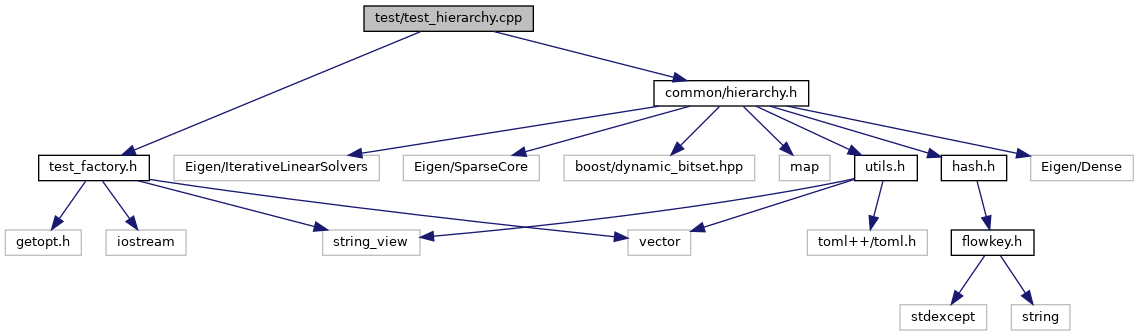 test/test_hierarchy.cpp
common/hierarchy.h
test_factory.h
Eigen/IterativeLinearSolvers
Eigen/SparseCore
boost/dynamic_bitset.hpp
map
utils.h
hash.h
Eigen/Dense
getopt.h
iostream
string_view
vector
toml++/toml.h
flowkey.h
stdexcept
string